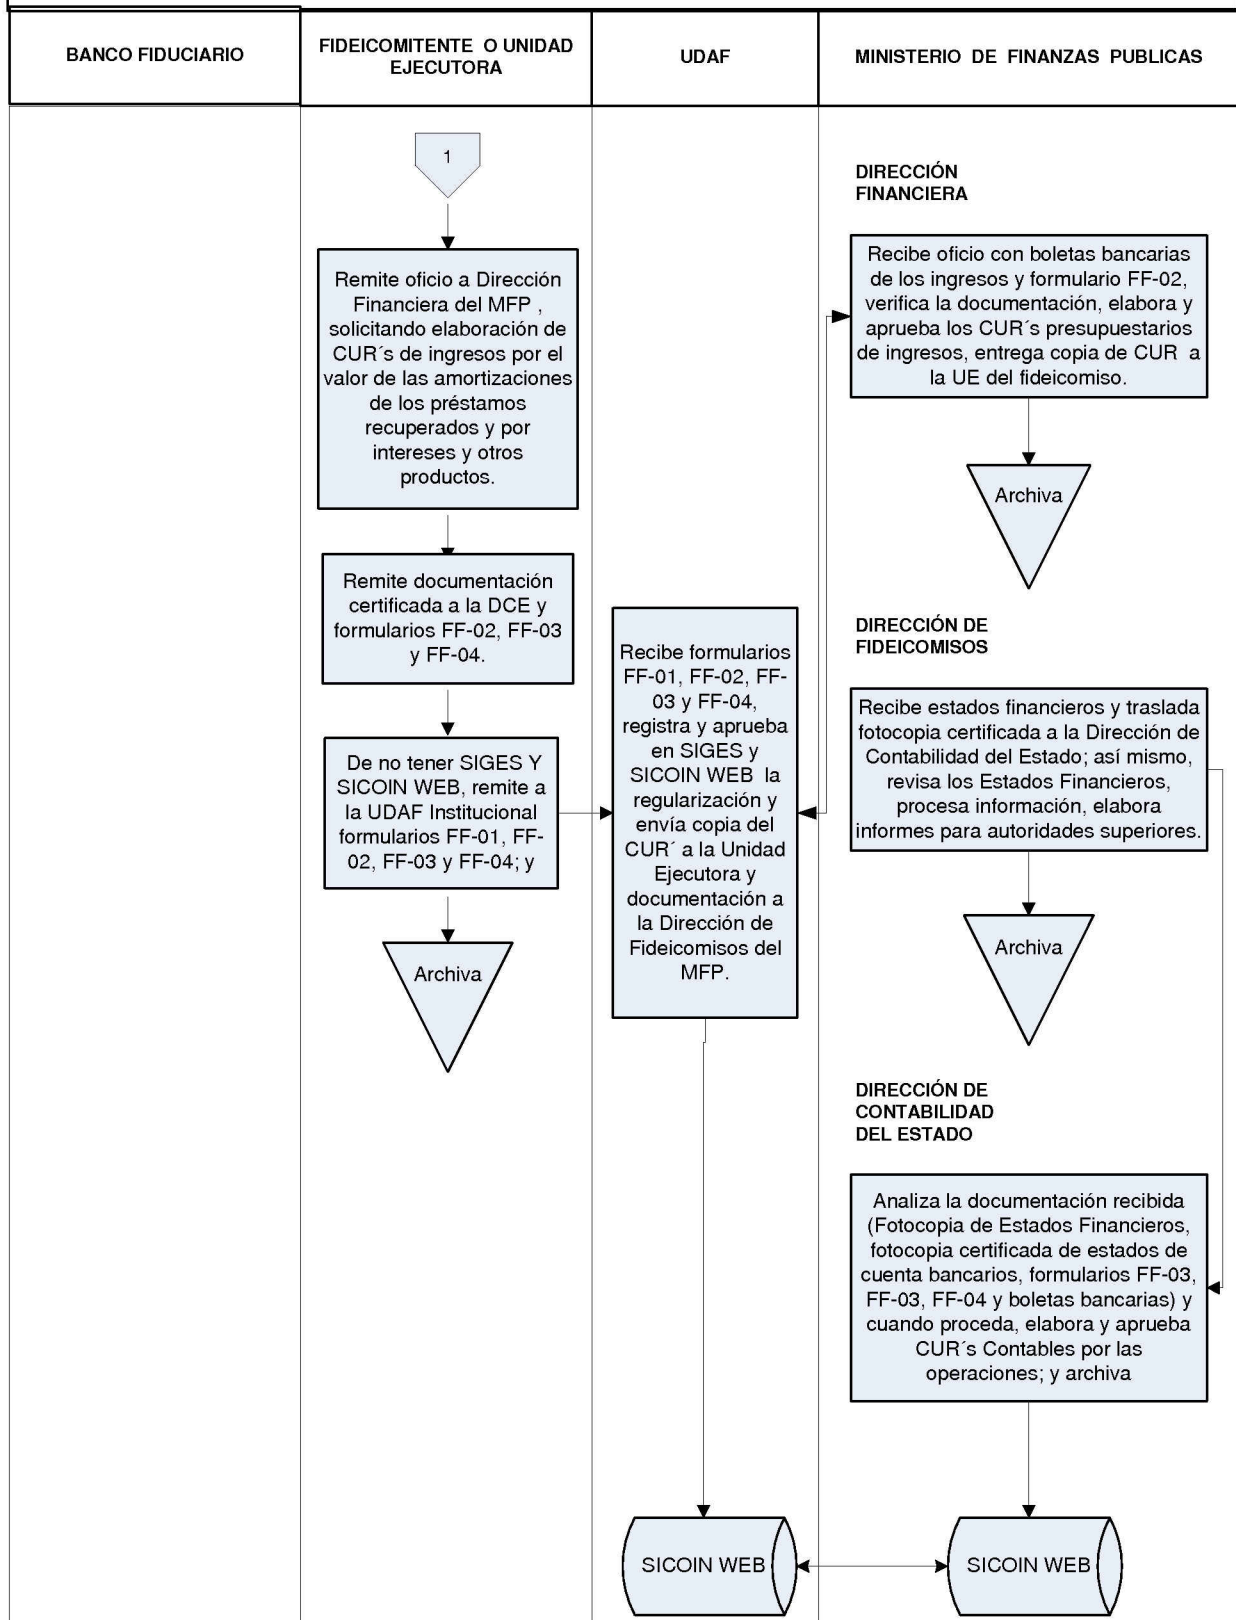 BANCO FIDUCIARIO
FIDEICOMITENTE O UNIDAD
EJECUTORA
UDAF
MINISTERIO DE FINANZAS PUBLICAS
1
Remite oficio a Dirección
Financiera del MFP ,
solicitando elaboración de
CUR´s de ingresos por el
valor de las amortizaciones
de los préstamos
recuperados y por
intereses y otros
productos.
Remite documentación
certificada a la DCE y
formularios FF-02, FF-03
y FF-04.
De no tener SIGES Y
SICOIN WEB, remite a
la UDAF Institucional
formularios FF-01, FF-
02, FF-03 y FF-04; y
Archiva
Recibe formularios
FF-01, FF-02, FF-
03 y FF-04,
registra y aprueba
en SIGES y
SICOIN WEB la
regularización y
envía copia del
CUR´ a la Unidad
Ejecutora y
documentación a
la Dirección de
Fideicomisos del
MFP.
SICOIN WEB
DIRECCIÓN
FINANCIERA
Recibe oficio con boletas bancarias
de los ingresos y formulario FF-02,
verifica la documentación, elabora y
aprueba los CUR´s presupuestarios
de ingresos, entrega copia de CUR a
la UE del fideicomiso.
Archiva
DIRECCIÓN DE
FIDEICOMISOS
Recibe estados financieros y traslada
fotocopia certificada a la Dirección de
Contabilidad del Estado; así mismo,
revisa los Estados Financieros,
procesa información, elabora
informes para autoridades superiores.
Archiva
DIRECCIÓN DE
CONTABILIDAD
DEL ESTADO
Analiza la documentación recibida
(Fotocopia de Estados Financieros,
fotocopia certificada de estados de
cuenta bancarios, formularios FF-03,
FF-03, FF-04 y boletas bancarias) y
cuando proceda, elabora y aprueba
CUR´s Contables por las
operaciones; y archiva
SICOIN WEB